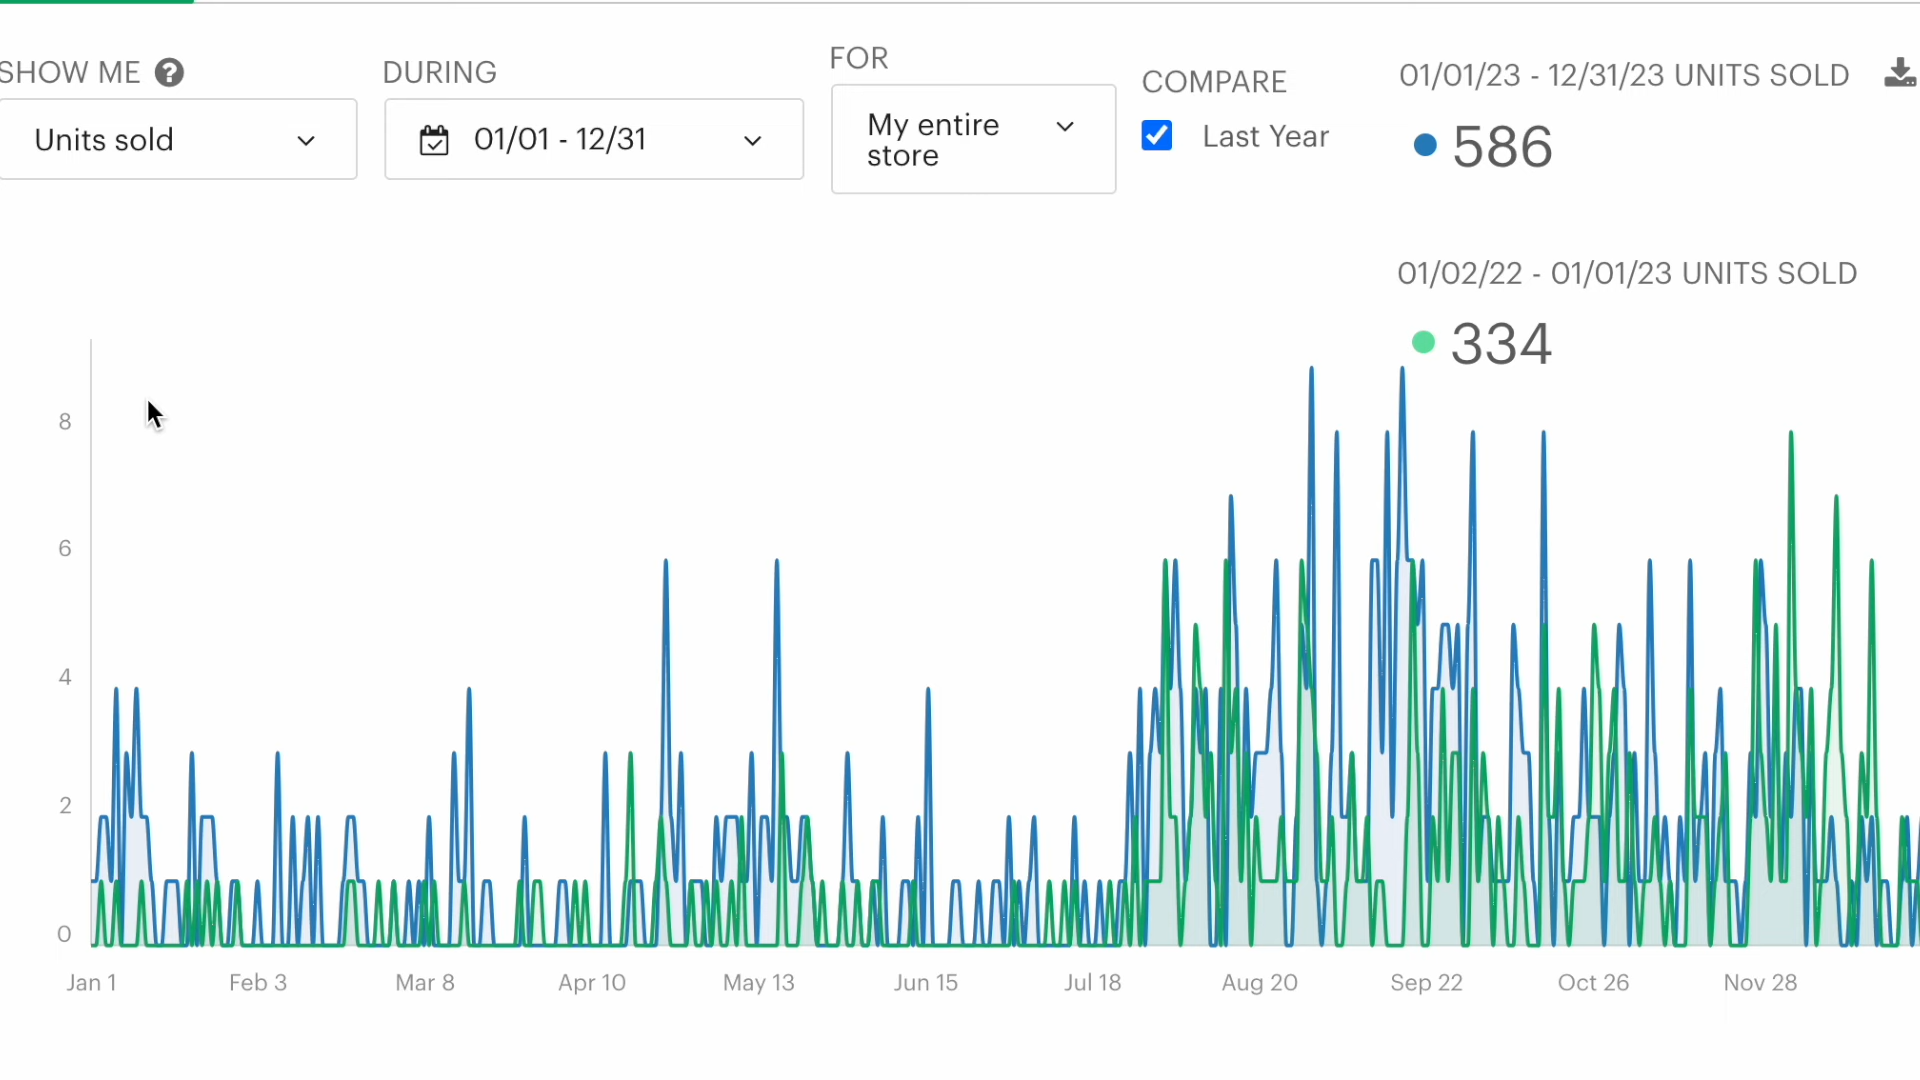 SHOW ME
Units sold
DURING
01/01 - 12/31
FOR
My entire
store
COMPARE
Last Year
01/01/23 - 12/31/23 UNITS SOLD
586
01/02/22 - 01/01/23 UNITS SOLD
334
8
6
4
2
0
Jan 1 Feb 3 Mar 8 Apr 10 May 13 Jun 15 Jul 18 Aug 20 Sep 22 Oct 26 Nov 28